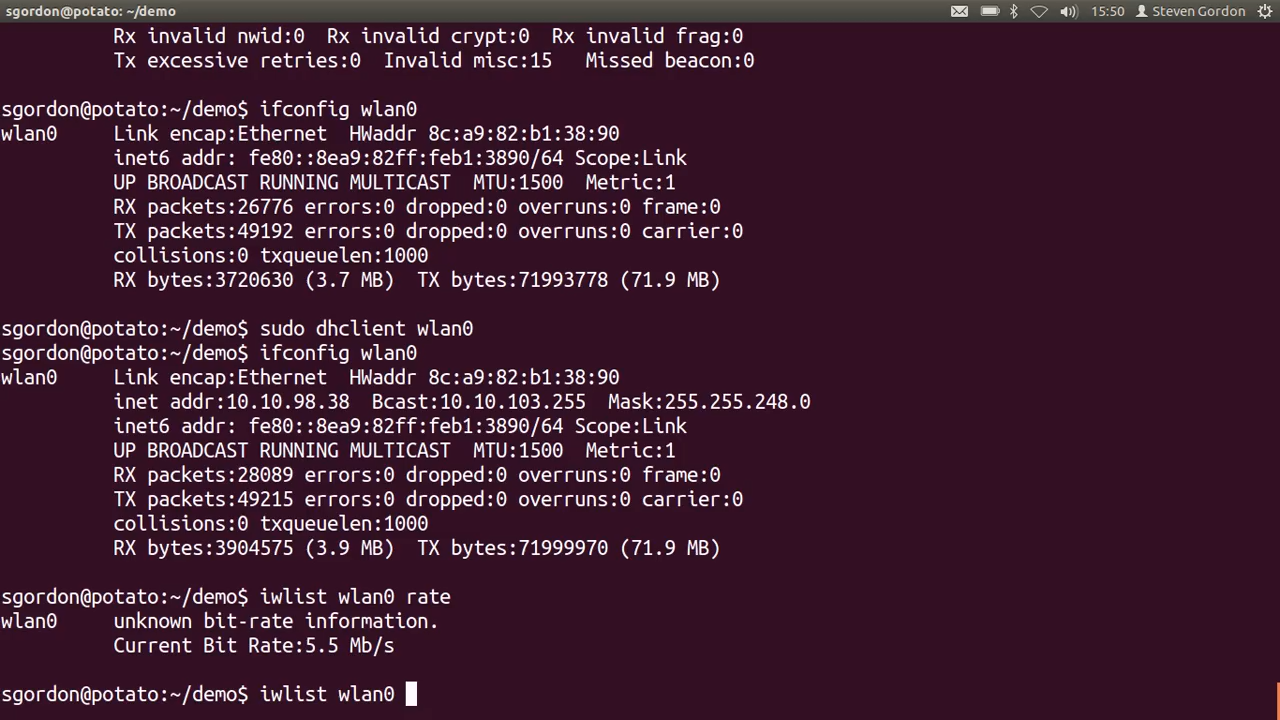 sgordon@potato: ~/demo 15:50 Steven Gordon
Rx invalid nwid:0  Rx invalid crypt:0  Rx invalid frag:0
Tx excessive retries:0  Invalid misc:15   Missed beacon:0
sgordon@potato:~/demo$ ifconfig wlan0
wlan0     Link encap:Ethernet  HWaddr 8c:a9:82:b1:38:90
inet6 addr: fe80::8ea9:82ff:feb1:3890/64 Scope:Link
UP BROADCAST RUNNING MULTICAST  MTU:1500  Metric:1
RX packets:26776 errors:0 dropped:0 overruns:0 frame:0
TX packets:49192 errors:0 dropped:0 overruns:0 carrier:0
collisions:0 txqueuelen:1000
RX bytes:3720630 (3.7 MB)  TX bytes:71993778 (71.9 MB)
sgordon@potato:~/demo$ sudo dhclient wlan0
sgordon@potato:~/demo$ ifconfig wlan0
wlan0     Link encap:Ethernet  HWaddr 8c:a9:82:b1:38:90
inet addr:10.10.98.38  Bcast:10.10.103.255  Mask:255.255.248.0
inet6 addr: fe80::8ea9:82ff:feb1:3890/64 Scope:Link
UP BROADCAST RUNNING MULTICAST  MTU:1500  Metric:1
RX packets:28089 errors:0 dropped:0 overruns:0 frame:0
TX packets:49215 errors:0 dropped:0 overruns:0 carrier:0
collisions:0 txqueuelen:1000
RX bytes:3904575 (3.9 MB)  TX bytes:71999970 (71.9 MB)
sgordon@potato:~/demo$ iwlist wlan0 rate
wlan0     unknown bit-rate information.
Current Bit Rate:5.5 Mb/s
sgordon@potato:~/demo$ iwlist wlan0